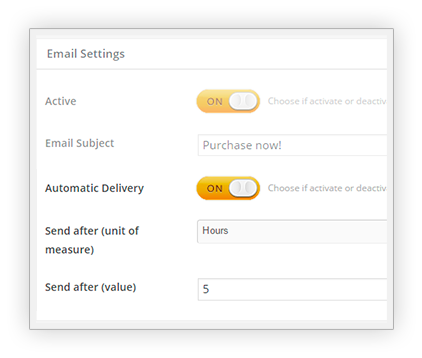 Email Settings
Active
ON
Choose if activate or deactiv
Email Subject
Purchase now!
Automatic Delivery
ON
Choose if activate or deactiv
Send after (unit of
measure)
Hours
Send after (value)
5